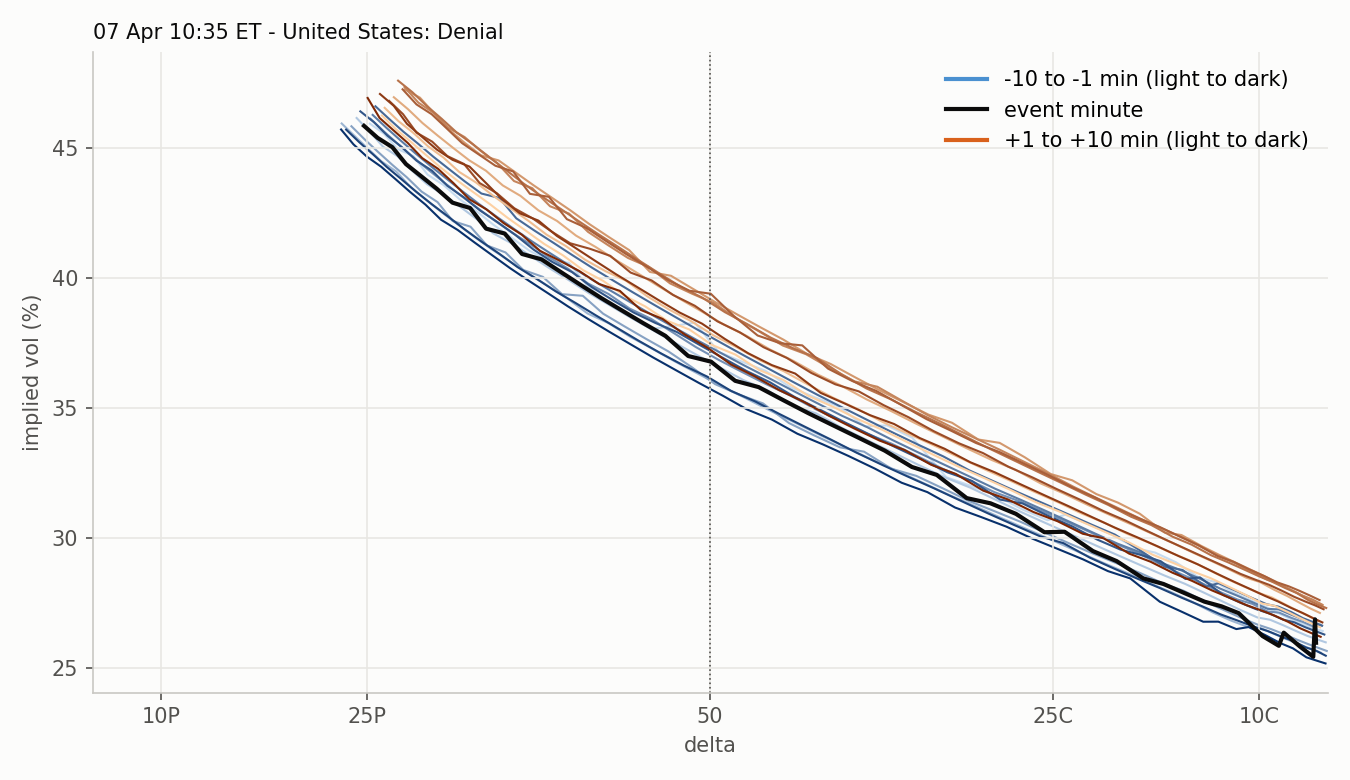 07 Apr 10:35 ET - United States: Denial
-10 to -1 min (light to dark)
event minute
+1 to +10 min (light to dark)
implied vol (%)
45
40
35
30
25
10P
25P
50
25C
10C
delta